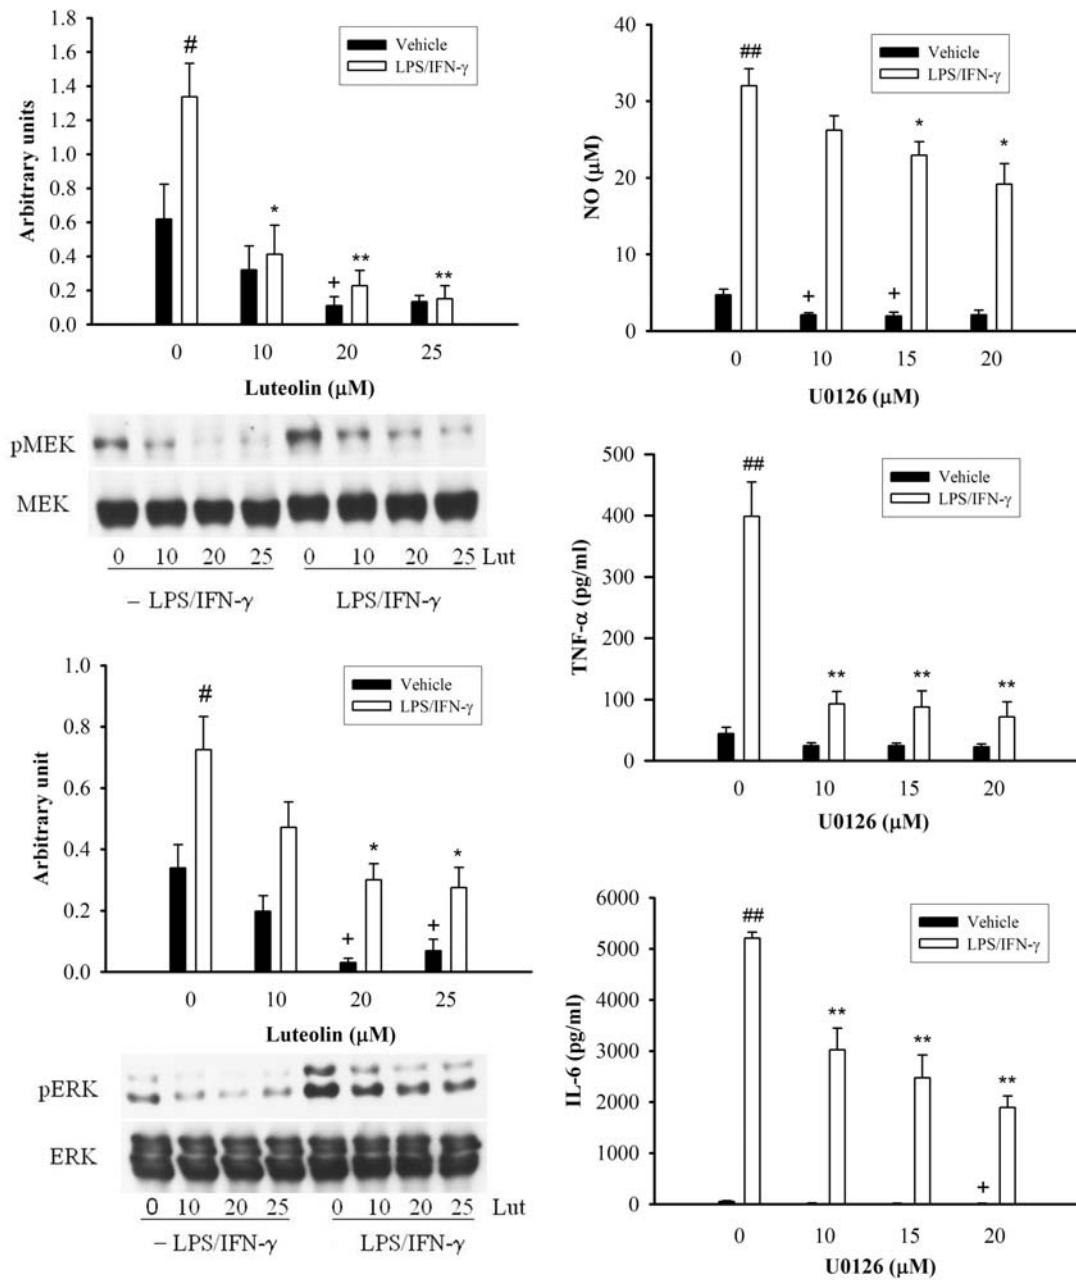 1.8
1.6
1.4
1.2
1.0
0.8
0.6
0.4
0.2
0.0
Arbitrary units
#
*
+
**
**
Vehicle
LPS/IFN-γ
0 10 20 25
Luteolin (μM)
pMEK
MEK
0 10 20 25 0 10 20 25 Lut
– LPS/IFN-γ LPS/IFN-γ
1.0
0.8
0.6
0.4
0.2
0.0
Arbitrary unit
#
+
*
+
*
Vehicle
LPS/IFN-γ
0 10 20 25
Luteolin (μM)
pERK
ERK
0 10 20 25 0 10 20 25 Lut
– LPS/IFN-γ LPS/IFN-γ
40
30
20
10
0
NO (μM)
##
+
+
*
*
Vehicle
LPS/IFN-γ
0 10 15 20
U0126 (μM)
500
400
300
200
100
0
TNF-α (pg/ml)
##
**
**
**
Vehicle
LPS/IFN-γ
0 10 15 20
U0126 (μM)
6000
5000
4000
3000
2000
1000
0
IL-6 (pg/ml)
##
**
**
+
**
Vehicle
LPS/IFN-γ
0 10 15 20
U0126 (μM)